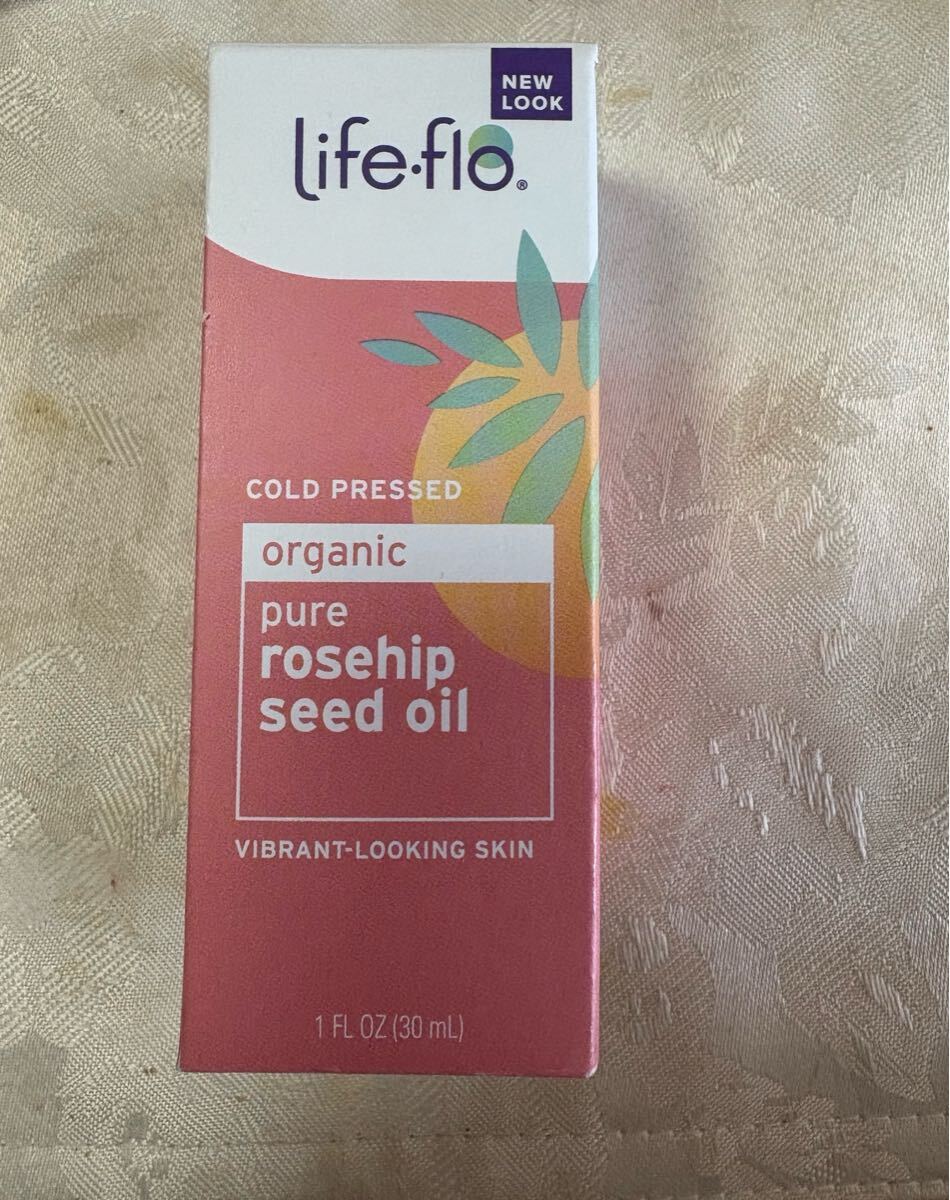 NEW
LOOK
life·flo®
COLD PRESSED
organic
pure
rosehip
seed oil
VIBRANT-LOOKING SKIN
1 FL OZ (30 mL)